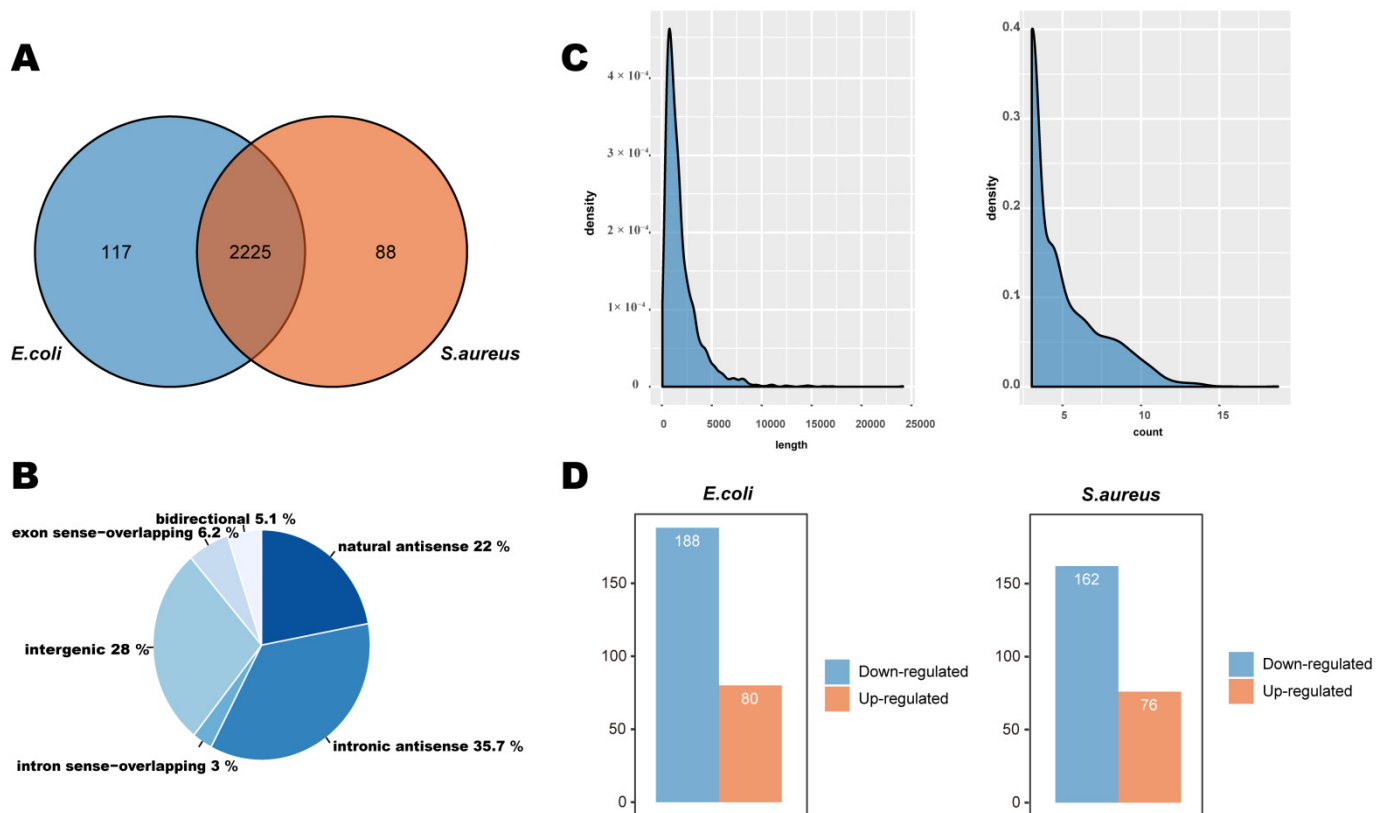 A
117
2225
88
E.coli
S.aureus
B
bidirectional 5.1 %
exon sense−overlapping 6.2 %
natural antisense 22 %
intergenic 28 %
intronic antisense 35.7 %
intron sense−overlapping 3 %
C
density
4 × 10⁻⁴
3 × 10⁻⁴
2 × 10⁻⁴
1 × 10⁻⁴
0
0 5000 10000 15000 20000 25000
length
density
0.4
0.3
0.2
0.1
0.0
5 10 15
count
D
E.coli
150
100
50
0
188
80
Down-regulated
Up-regulated
S.aureus
150
100
50
0
162
76
Down-regulated
Up-regulated